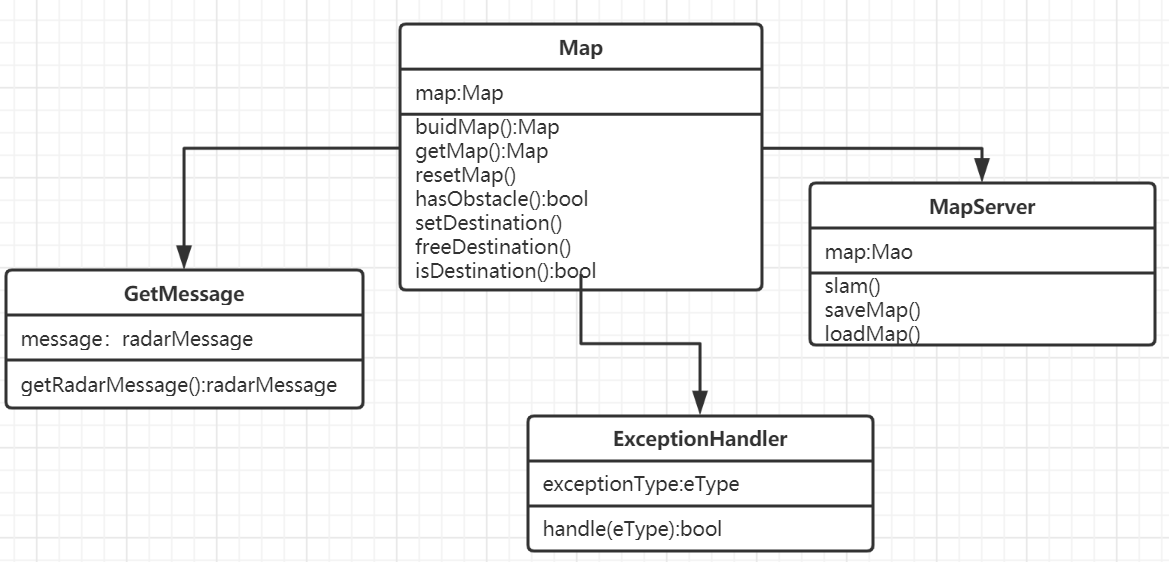 Map
map:Map
buidMap():Map
getMap():Map
resetMap()
hasObstacle():bool
setDestination()
freeDestination()
isDestination():bool
GetMessage
message：radarMessage
getRadarMessage():radarMessage
MapServer
map:Mao
slam()
saveMap()
loadMap()
ExceptionHandler
exceptionType:eType
handle(eType):bool